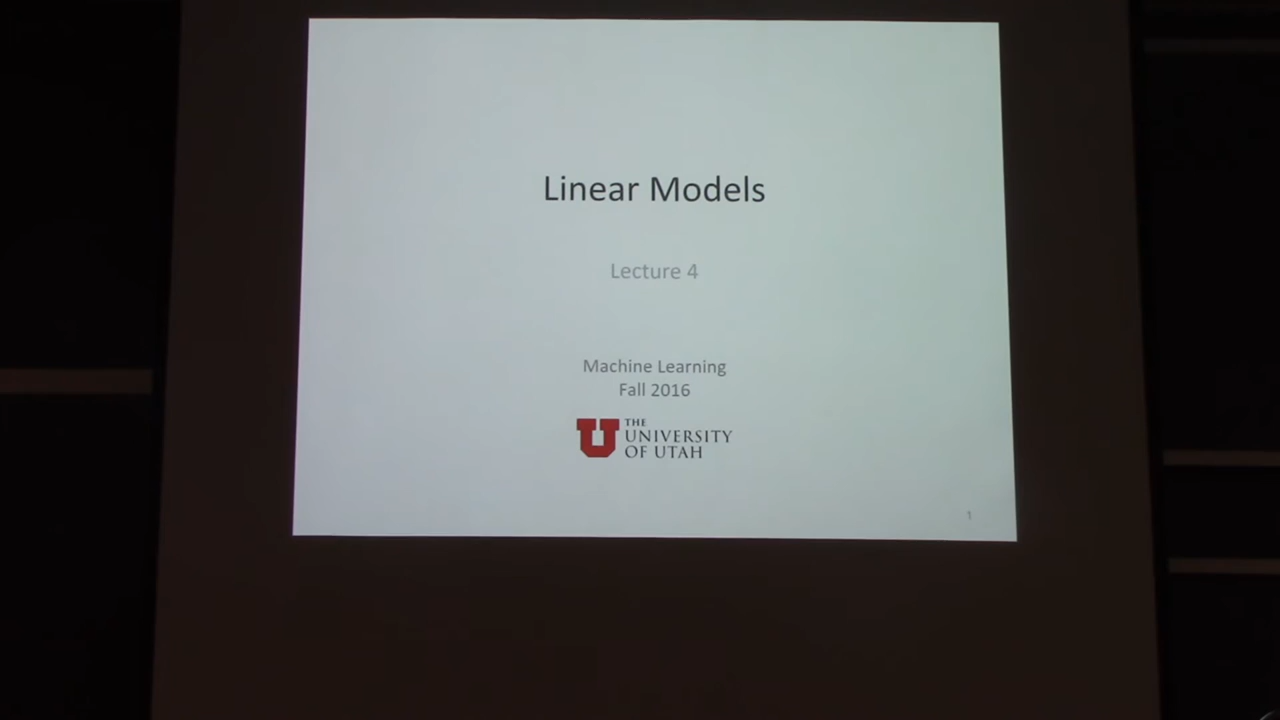 Linear Models
Lecture 4
Machine Learning
Fall 2016
THE
UNIVERSITY
OF UTAH
1